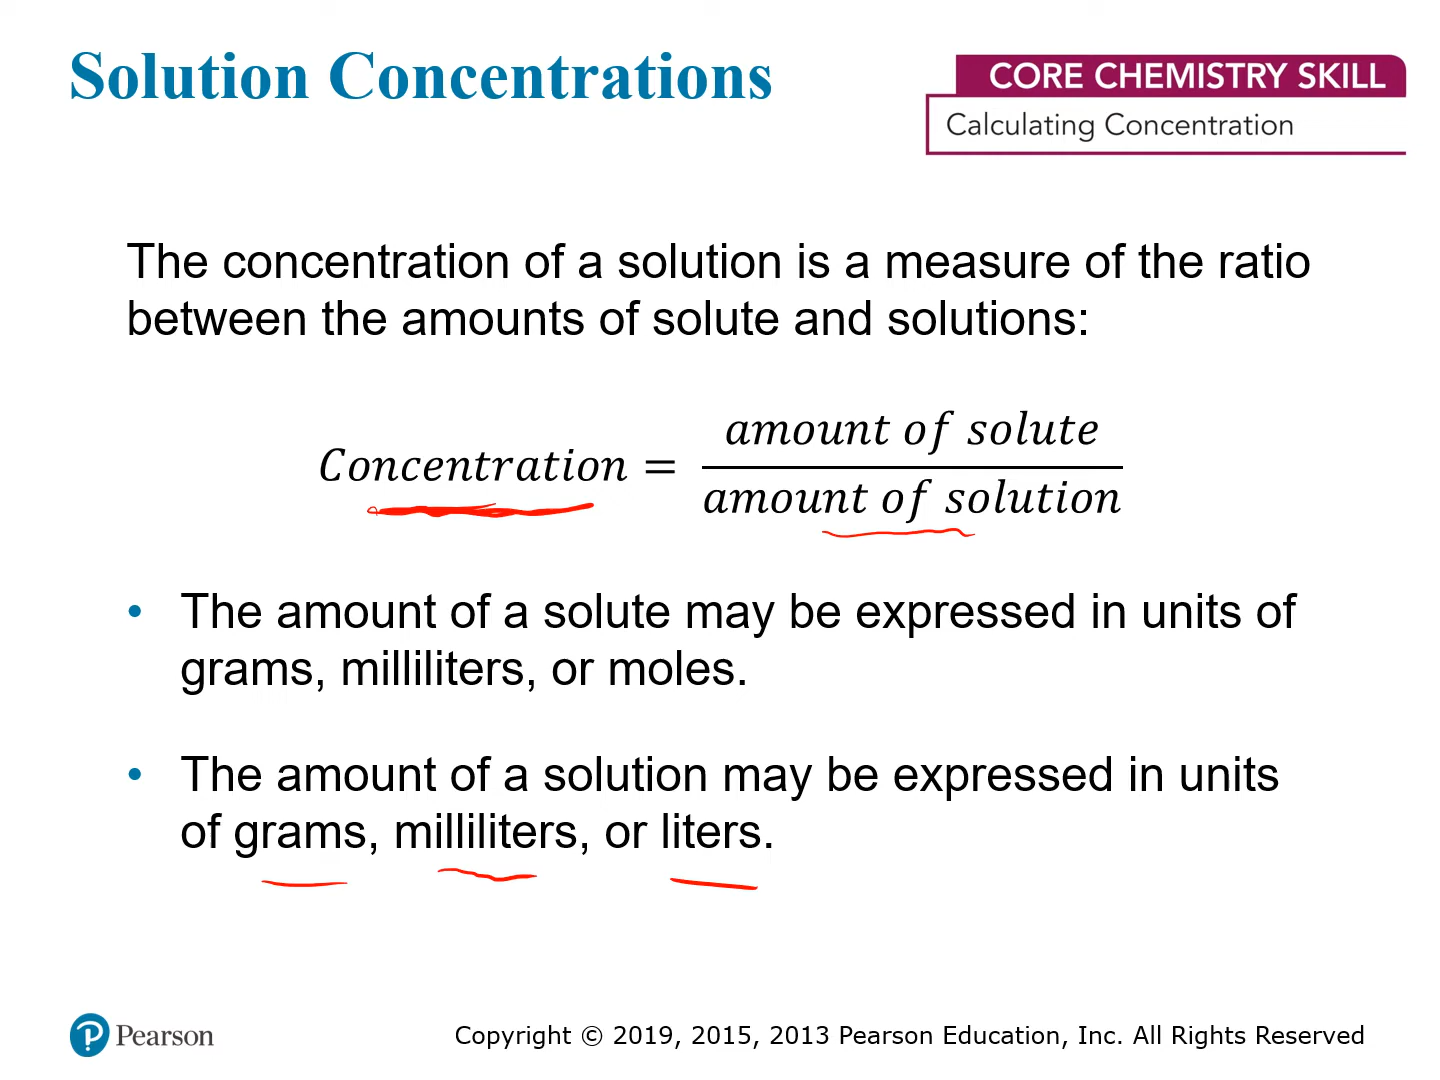 Solution Concentrations
CORE CHEMISTRY SKILL
Calculating Concentration
The concentration of a solution is a measure of the ratio
between the amounts of solute and solutions:
Concentration = amount of solute / amount of solution
• The amount of a solute may be expressed in units of
grams, milliliters, or moles.
• The amount of a solution may be expressed in units
of grams, milliliters, or liters.
Pearson
Copyright © 2019, 2015, 2013 Pearson Education, Inc. All Rights Reserved